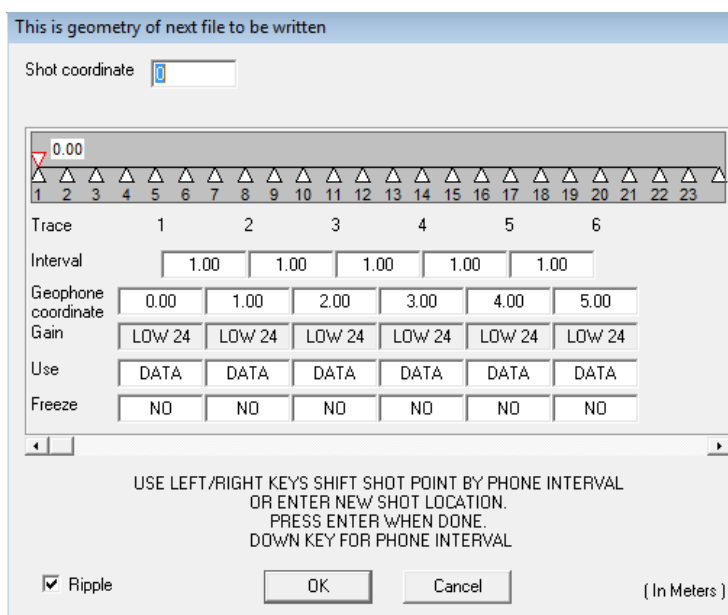 This is geometry of next file to be written
Shot coordinate 0
0.00
1 2 3 4 5 6 7 8 9 10 11 12 13 14 15 16 17 18 19 20 21 22 23
Trace 1 2 3 4 5 6
Interval 1.00 1.00 1.00 1.00 1.00
Geophone
coordinate 0.00 1.00 2.00 3.00 4.00 5.00
Gain LOW 24 LOW 24 LOW 24 LOW 24 LOW 24 LOW 24
Use DATA DATA DATA DATA DATA DATA
Freeze NO NO NO NO NO NO
USE LEFT/RIGHT KEYS SHIFT SHOT POINT BY PHONE INTERVAL
OR ENTER NEW SHOT LOCATION.
PRESS ENTER WHEN DONE.
DOWN KEY FOR PHONE INTERVAL
Ripple OK Cancel ( In Meters )